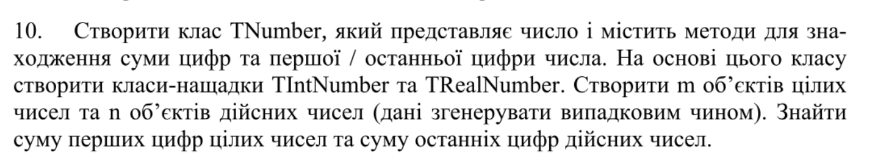 10. Створити клас TNumber, який представляє число і містить методи для зна-
ходження суми цифр та першої / останньої цифри числа. На основі цього класу
створити класи-нащадки TIntNumber та TRealNumber. Створити m об’єктів цілих
чисел та n об’єктів дійсних чисел (дані згенерувати випадковим чином). Знайти
суму перших цифр цілих чисел та суму останніх цифр дійсних чисел.